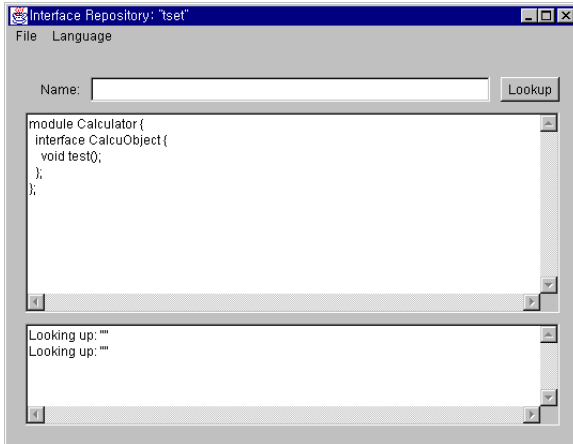 Interface Repository: "tset"
File Language
Name: Lookup
module Calculator {
interface CalcuObject {
void test();
};
};
Looking up: ""
Looking up: ""